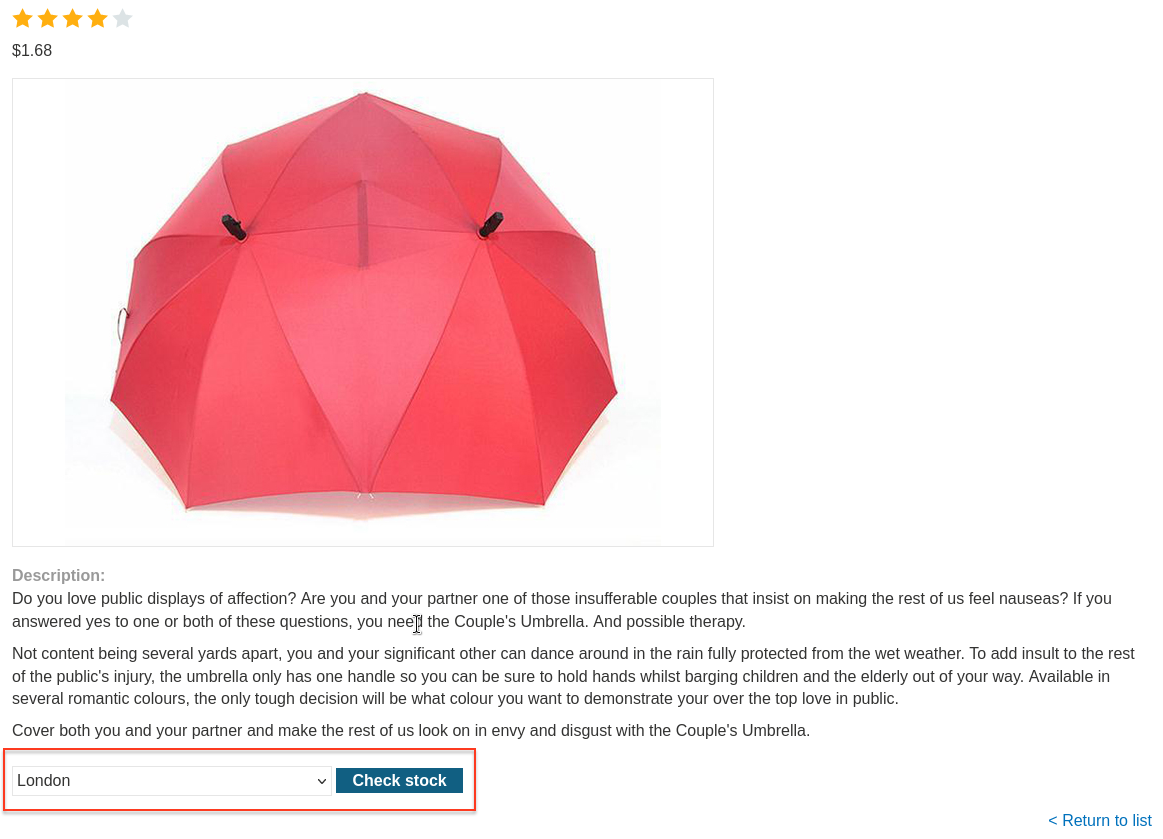 $1.68
Description:
Do you love public displays of affection? Are you and your partner one of those insufferable couples that insist on making the rest of us feel nauseas? If you
answered yes to one or both of these questions, you need the Couple's Umbrella. And possible therapy.
Not content being several yards apart, you and your significant other can dance around in the rain fully protected from the wet weather. To add insult to the rest
of the public's injury, the umbrella only has one handle so you can be sure to hold hands whilst barging children and the elderly out of your way. Available in
several romantic colours, the only tough decision will be what colour you want to demonstrate your over the top love in public.
Cover both you and your partner and make the rest of us look on in envy and disgust with the Couple's Umbrella.
London
Check stock
< Return to list